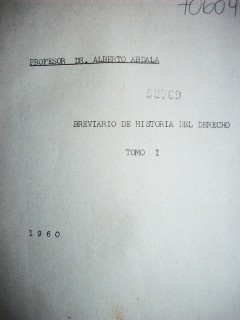 70604
PROFESOR DR. ALBERTO ABDALA
BREVIARIO DE HISTORIA DEL DERECHO
TOMO I
1960